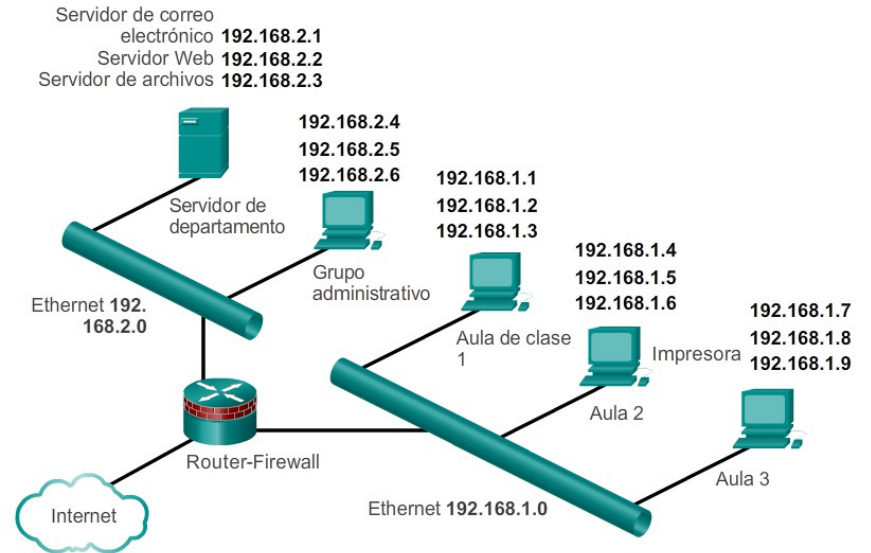 Servidor de correo
electrónico 192.168.2.1
Servidor Web 192.168.2.2
Servidor de archivos 192.168.2.3
192.168.2.4
192.168.2.5
192.168.2.6
Servidor de
departamento
Grupo
administrativo
192.168.1.1
192.168.1.2
192.168.1.3
Aula de clase
1
192.168.1.4
192.168.1.5
192.168.1.6
Aula 2
Impresora
192.168.1.7
192.168.1.8
192.168.1.9
Aula 3
Ethernet 192.
168.2.0
Router-Firewall
Internet
Ethernet 192.168.1.0